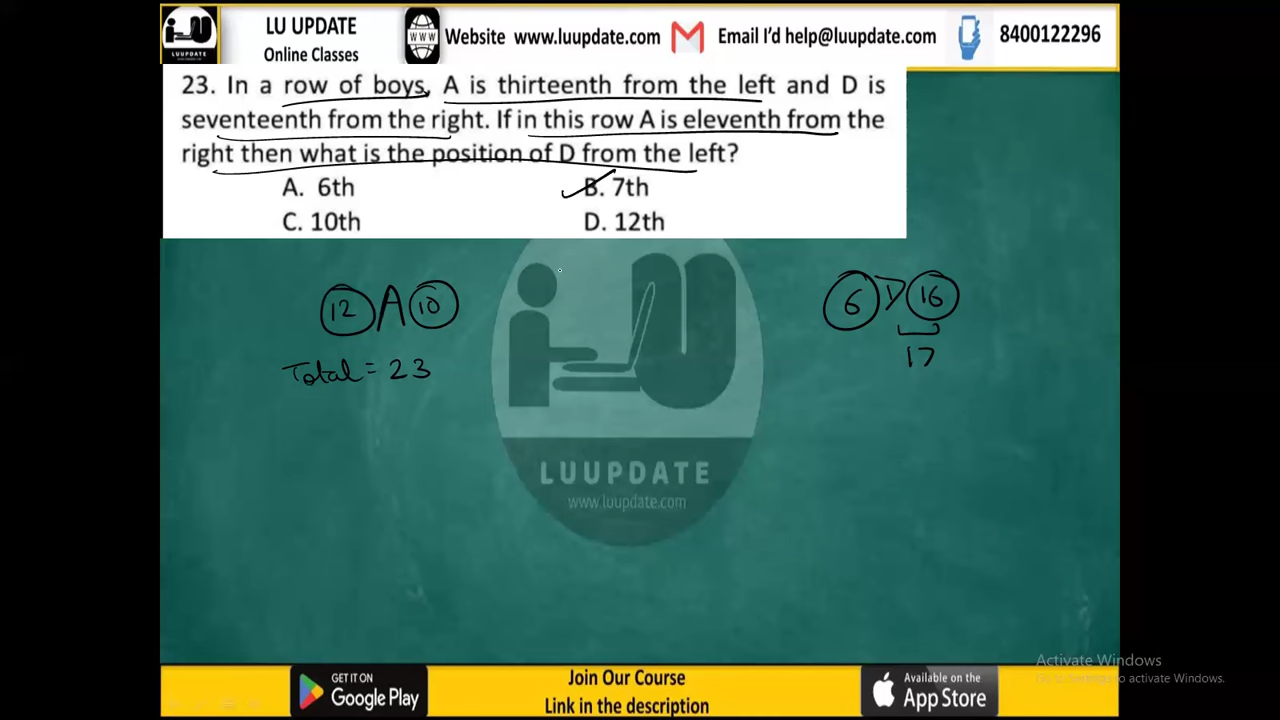 LU UPDATE
Online Classes
LUUPDATE
WWW
Website www.luupdate.com
Email I'd help@luupdate.com
8400122296
23. In a row of boys, A is thirteenth from the left and D is
seventeenth from the right. If in this row A is eleventh from the
right then what is the position of D from the left?
A. 6th
B. 7th
C. 10th
D. 12th
12 A 10
6 D 16
17
Total = 23
LUUPDATE
www.luupdate.com
Activate Windows
GET IT ON
Google Play
Join Our Course
Link in the description
Available on the
App Store